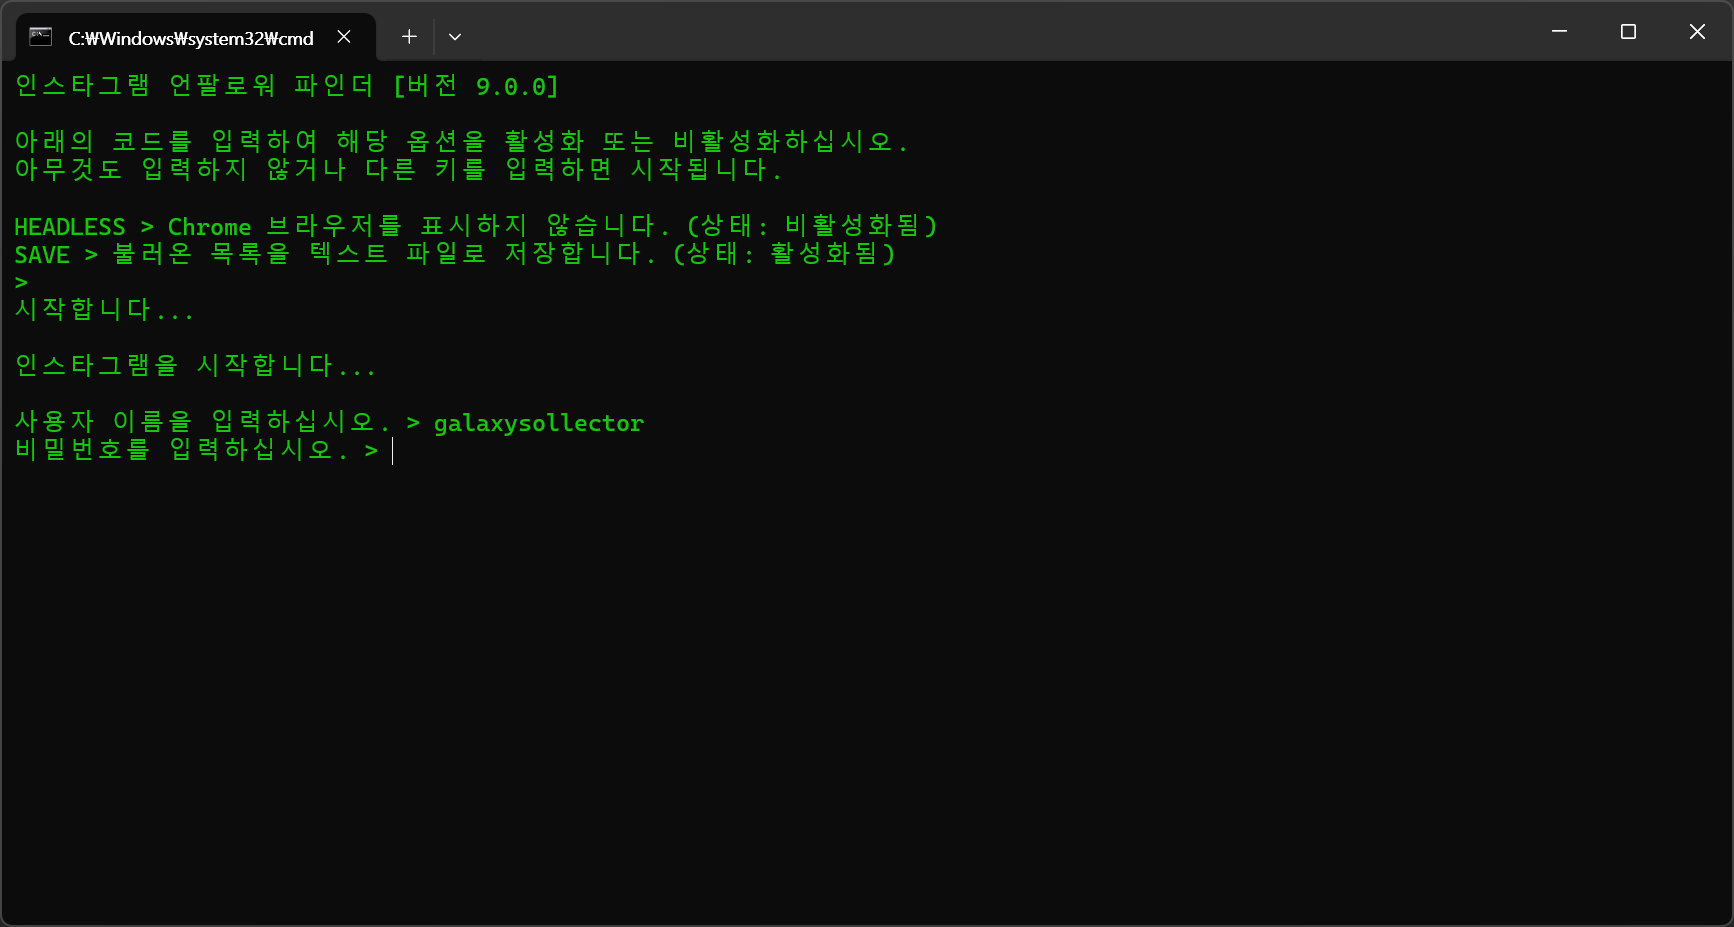 C:₩Windows₩system32₩cmd
인스타그램 언팔로워 파인더 [버전 9.0.0]
아래의 코드를 입력하여 해당 옵션을 활성화 또는 비활성화하십시오.
아무것도 입력하지 않거나 다른 키를 입력하면 시작됩니다.
HEADLESS > Chrome 브라우저를 표시하지 않습니다. (상태: 비활성화됨)
SAVE > 불러온 목록을 텍스트 파일로 저장합니다. (상태: 활성화됨)
>
시작합니다...
인스타그램을 시작합니다...
사용자 이름을 입력하십시오. > galaxysollector
비밀번호를 입력하십시오. >